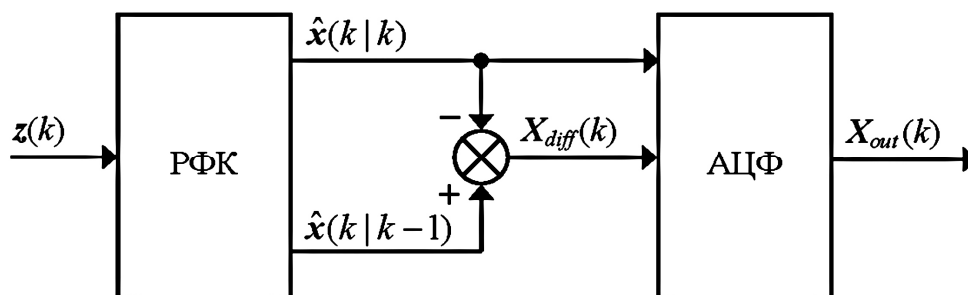 x̂(k | k)
z(k)
−
X_diff(k)
X_out(k)
РФК
АЦФ
+
x̂(k | k−1)